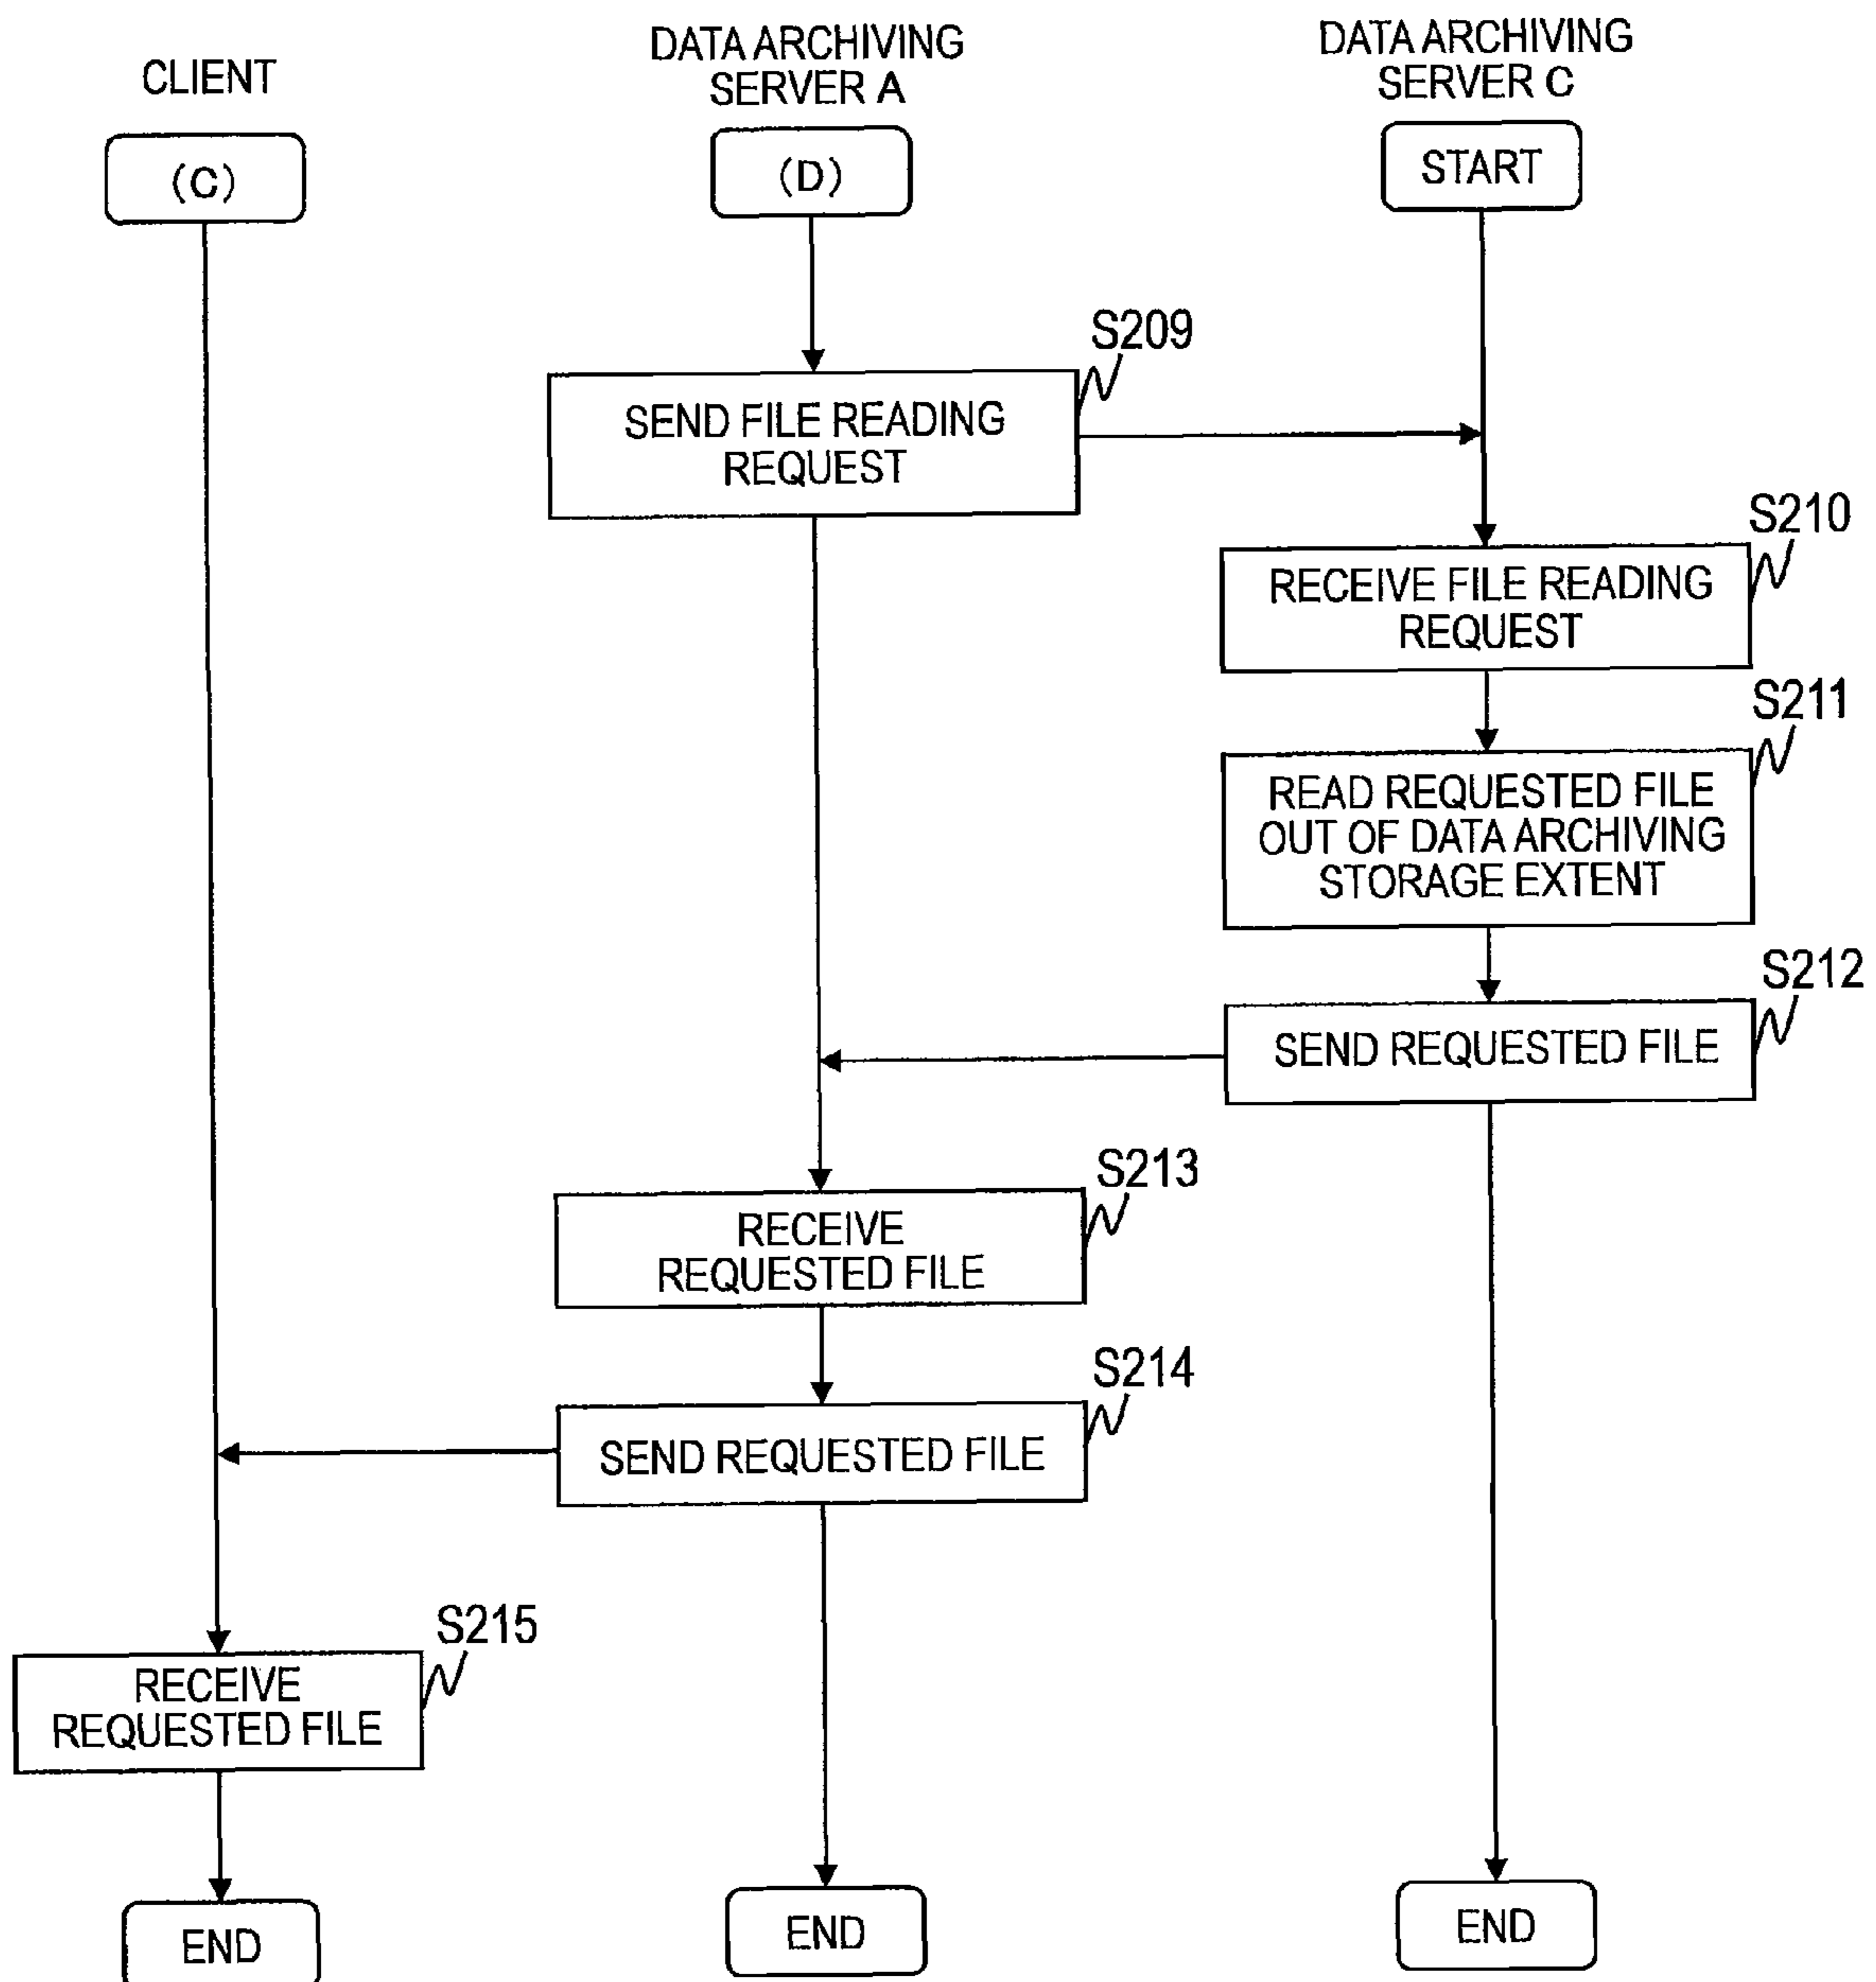 CLIENT
DATA ARCHIVING
SERVER A
DATA ARCHIVING
SERVER C
(C)
(D)
START
S209
SEND FILE READING
REQUEST
S210
RECEIVE FILE READING
REQUEST
S211
READ REQUESTED FILE
OUT OF DATA ARCHIVING
STORAGE EXTENT
S212
SEND REQUESTED FILE
S213
RECEIVE
REQUESTED FILE
S214
SEND REQUESTED FILE
S215
RECEIVE
REQUESTED FILE
END
END
END